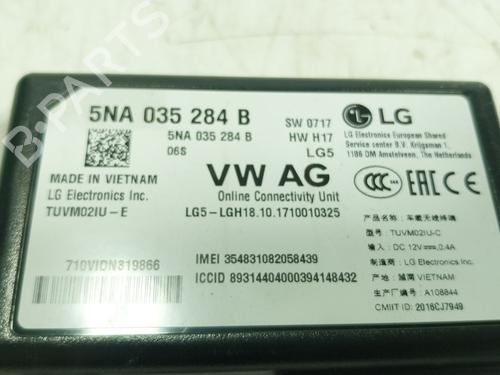 5NA 035 284 B
5NA 035 284 B
06S
SW 0717
HW H17
LG5
LG
LG Electronics European Shared
Service center B.V. Krijgsman 1,
1186 DM Amstelveen, The Netherlands
VW AG
Online Connectivity Unit
LG5-LGH18.10.1710010325
MADE IN VIETNAM
LG Electronics Inc.
TUVM02IU-E
710VIDN319866
IMEI 354831082058439
ICCID 89314404000394148432
CCC EAC CE
产品名称: 车载无线终端
型号: TUVM02IU-C
输入: DC 12V 0.4A
LG Electronics Inc.
产地: 越南 VIETNAM
生产厂编号: A108844
CMIIT ID: 2016CJ7949
B-PARTS